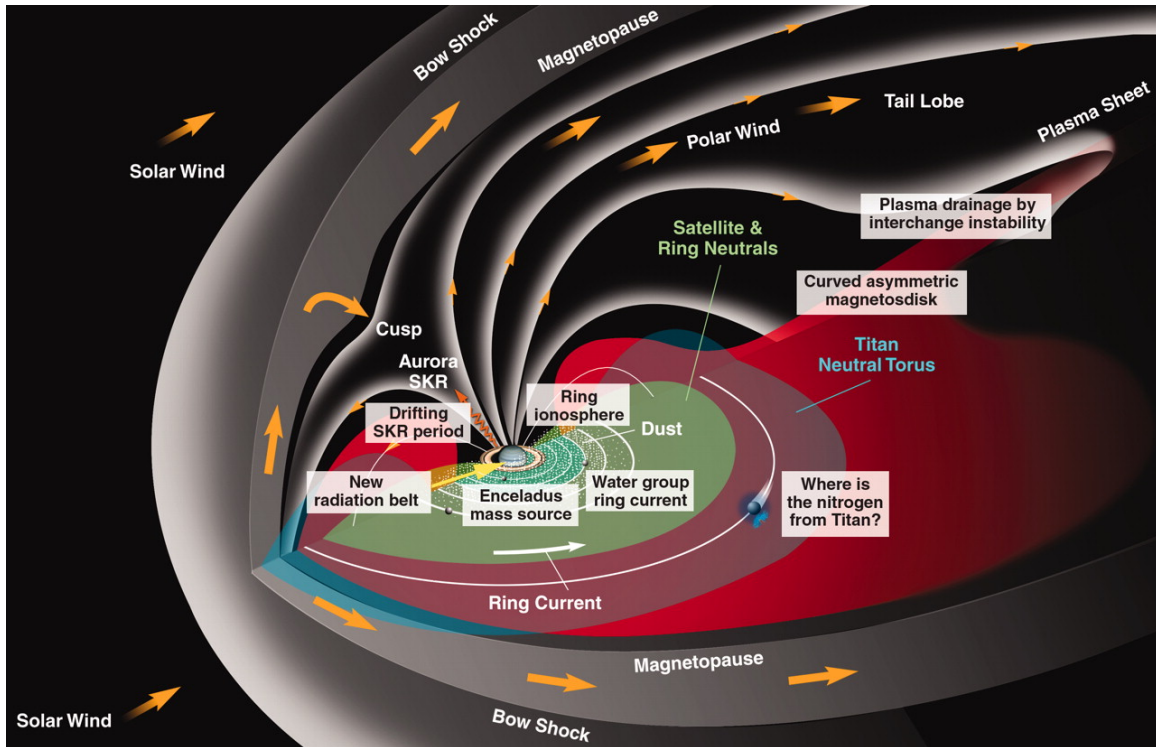 Bow Shock
Magnetopause
Solar Wind
Tail Lobe
Polar Wind
Plasma Sheet
Plasma drainage by
interchange instability
Satellite &
Ring Neutrals
Curved asymmetric
magnetosdisk
Cusp
Titan
Neutral Torus
Aurora
SKR
Ring
ionosphere
Drifting
SKR period
Dust
New
radiation belt
Enceladus
mass source
Water group
ring current
Where is
the nitrogen
from Titan?
Ring Current
Magnetopause
Solar Wind
Bow Shock